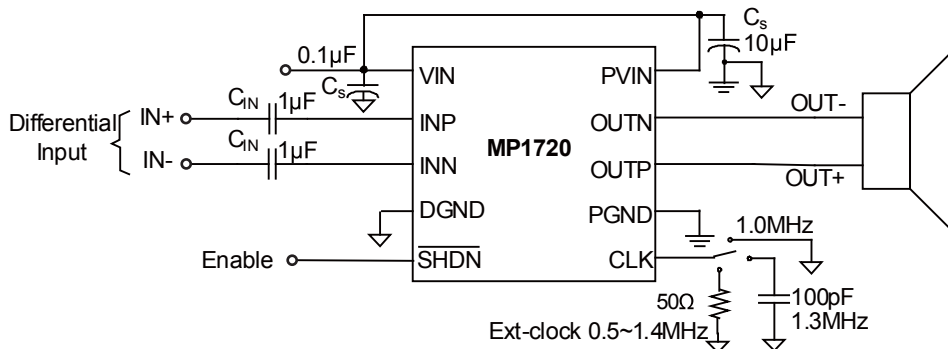 Cs
10µF
0.1µF
VIN
PVIN
Cs
CIN
1µF
IN+
INP
OUTN
OUT-
Differential
Input
CIN
1µF
MP1720
IN-
INN
OUTP
OUT+
DGND
PGND
1.0MHz
Enable
SHDN
CLK
50Ω
100pF
1.3MHz
Ext-clock 0.5~1.4MHz